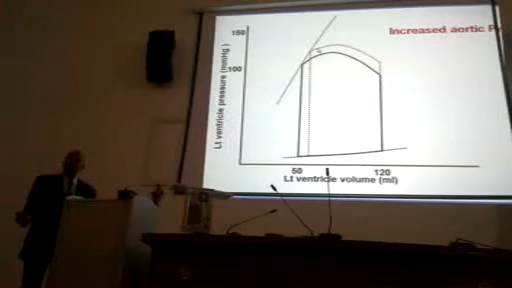 Increased aortic P
150
100
Lt ventricle pressure (mmHg)
50
120
Lt ventricle volume (ml)